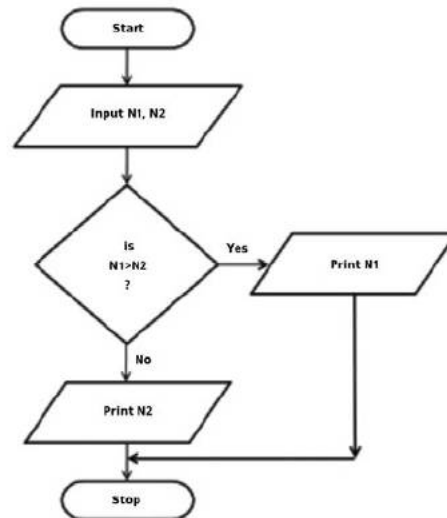 Start
Input N1, N2
is
N1>N2
?
Yes
Print N1
No
Print N2
Stop